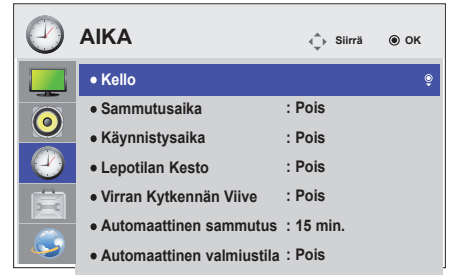 AIKA
Siirrä OK
• Kello
• Sammutusaika : Pois
• Käynnistysaika : Pois
• Lepotilan Kesto : Pois
• Virran Kytkennän Viive : Pois
• Automaattinen sammutus : 15 min.
• Automaattinen valmiustila : Pois